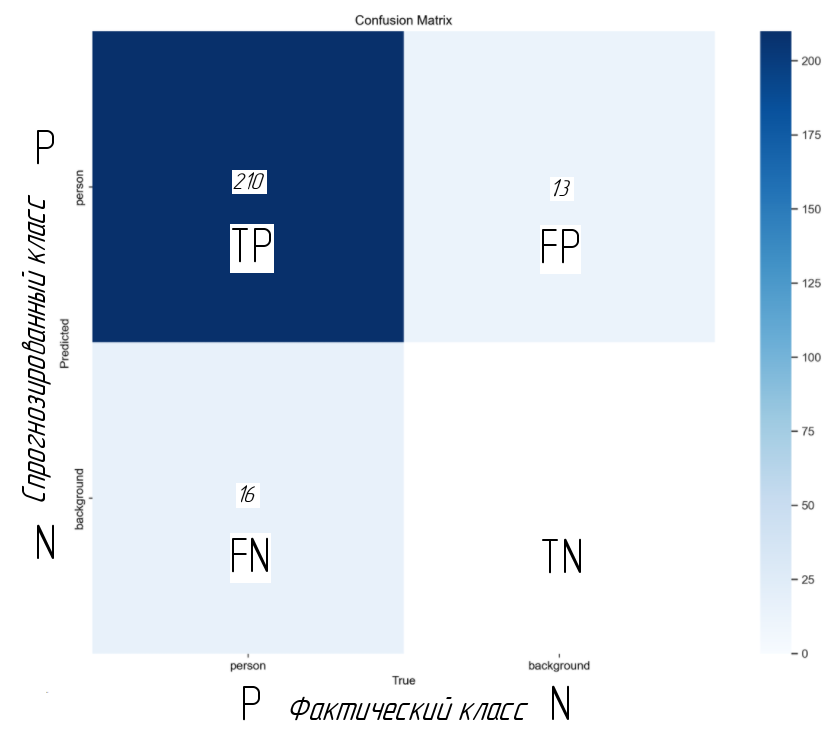 Confusion Matrix
P
person
210
TP
13
FP
200
175
150
125
100
75
50
25
0
Спрогнозированный класс
Predicted
background
N
16
FN
TN
person
background
True
P
Фактический класс
N